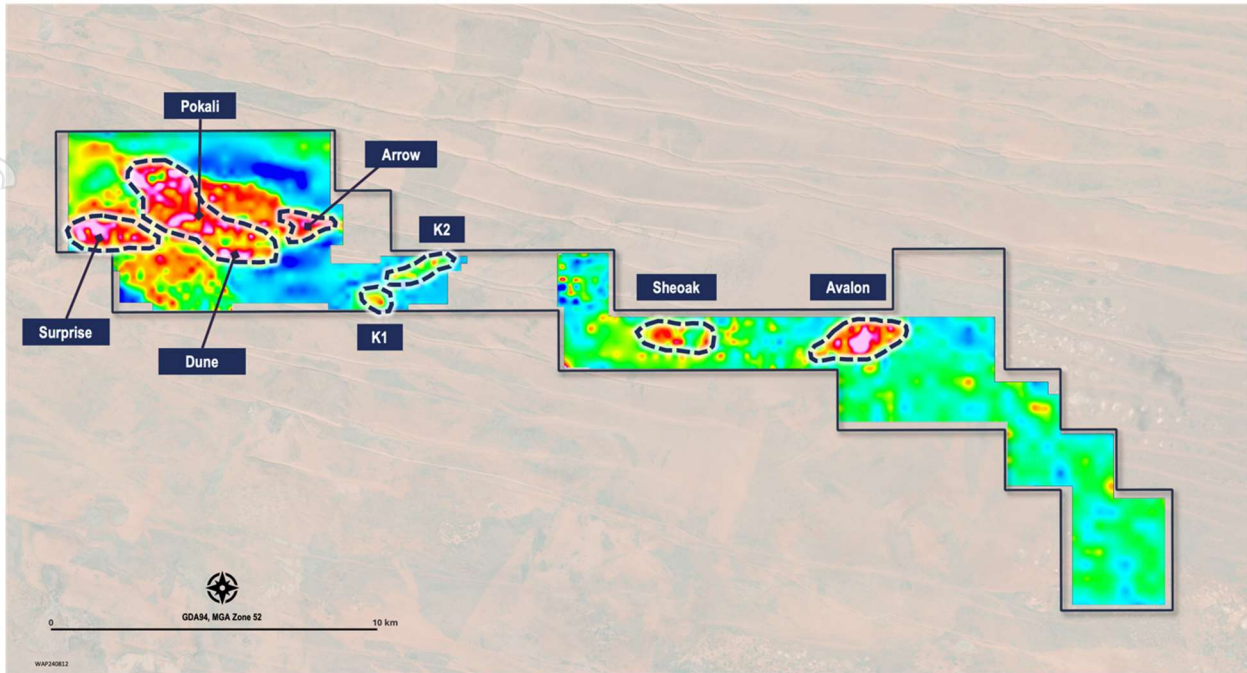 Pokali
Arrow
K2
Sheoak
Avalon
Surprise
K1
Dune
GDA94, MGA Zone 52
0
10 km
WAP240812